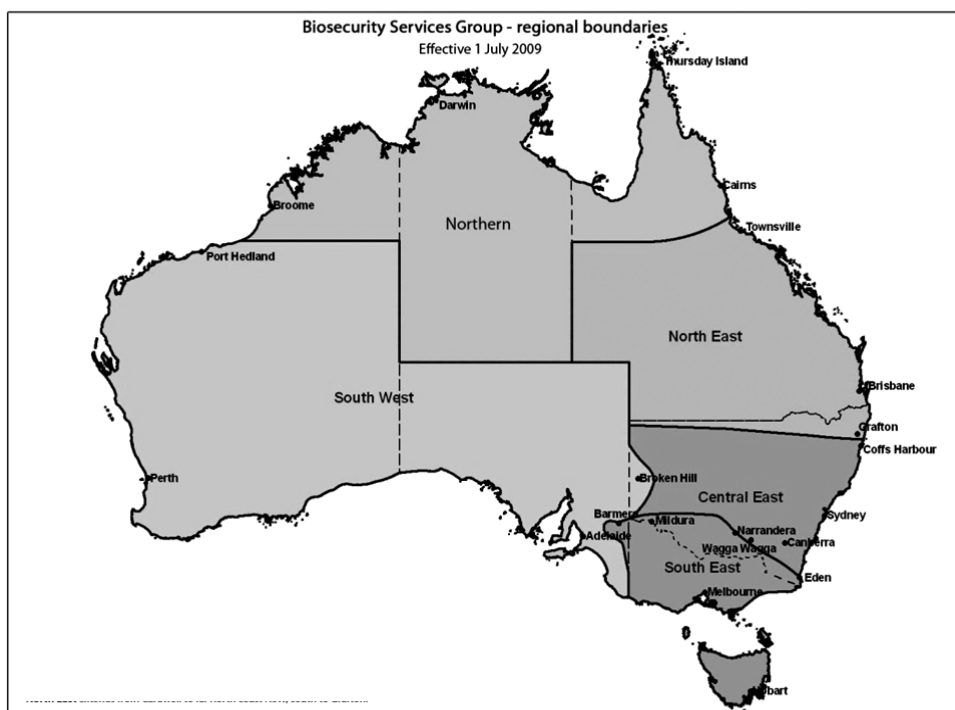 Biosecurity Services Group - regional boundaries
Effective 1 July 2009
Thursday Island
Darwin
Cairns
Broome
Northern
Townsville
Port Hedland
North East
Brisbane
South West
Grafton
Coffs Harbour
Perth
Broken Hill
Central East
Barmera
Mildura
Sydney
Narrandera
Adelaide
Canberra
Wagga Wagga
South East
Eden
Melbourne
Hobart